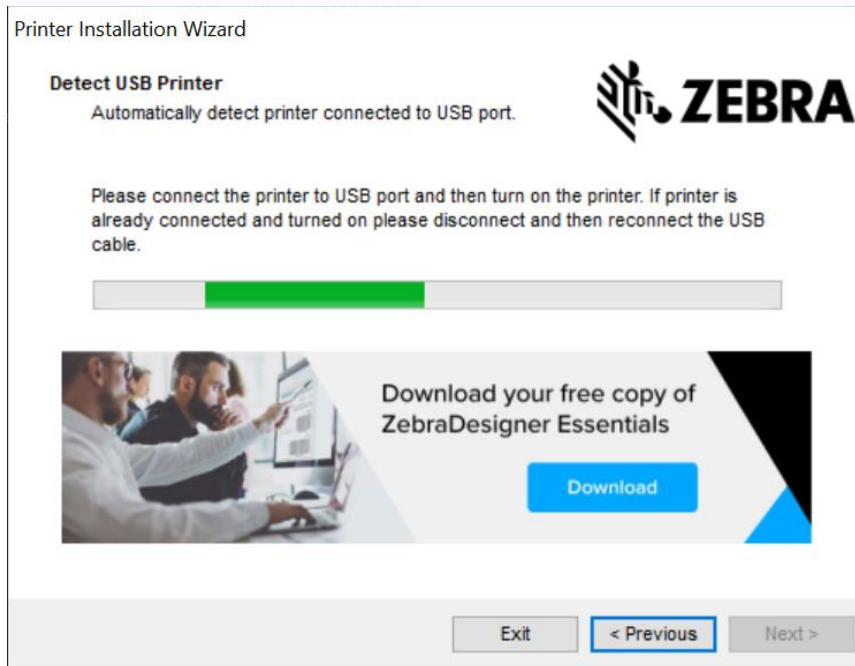 Printer Installation Wizard
Detect USB Printer
Automatically detect printer connected to USB port.
ZEBRA
Please connect the printer to USB port and then turn on the printer. If printer is
already connected and turned on please disconnect and then reconnect the USB
cable.
Download your free copy of
ZebraDesigner Essentials
Download
Exit
< Previous
Next >